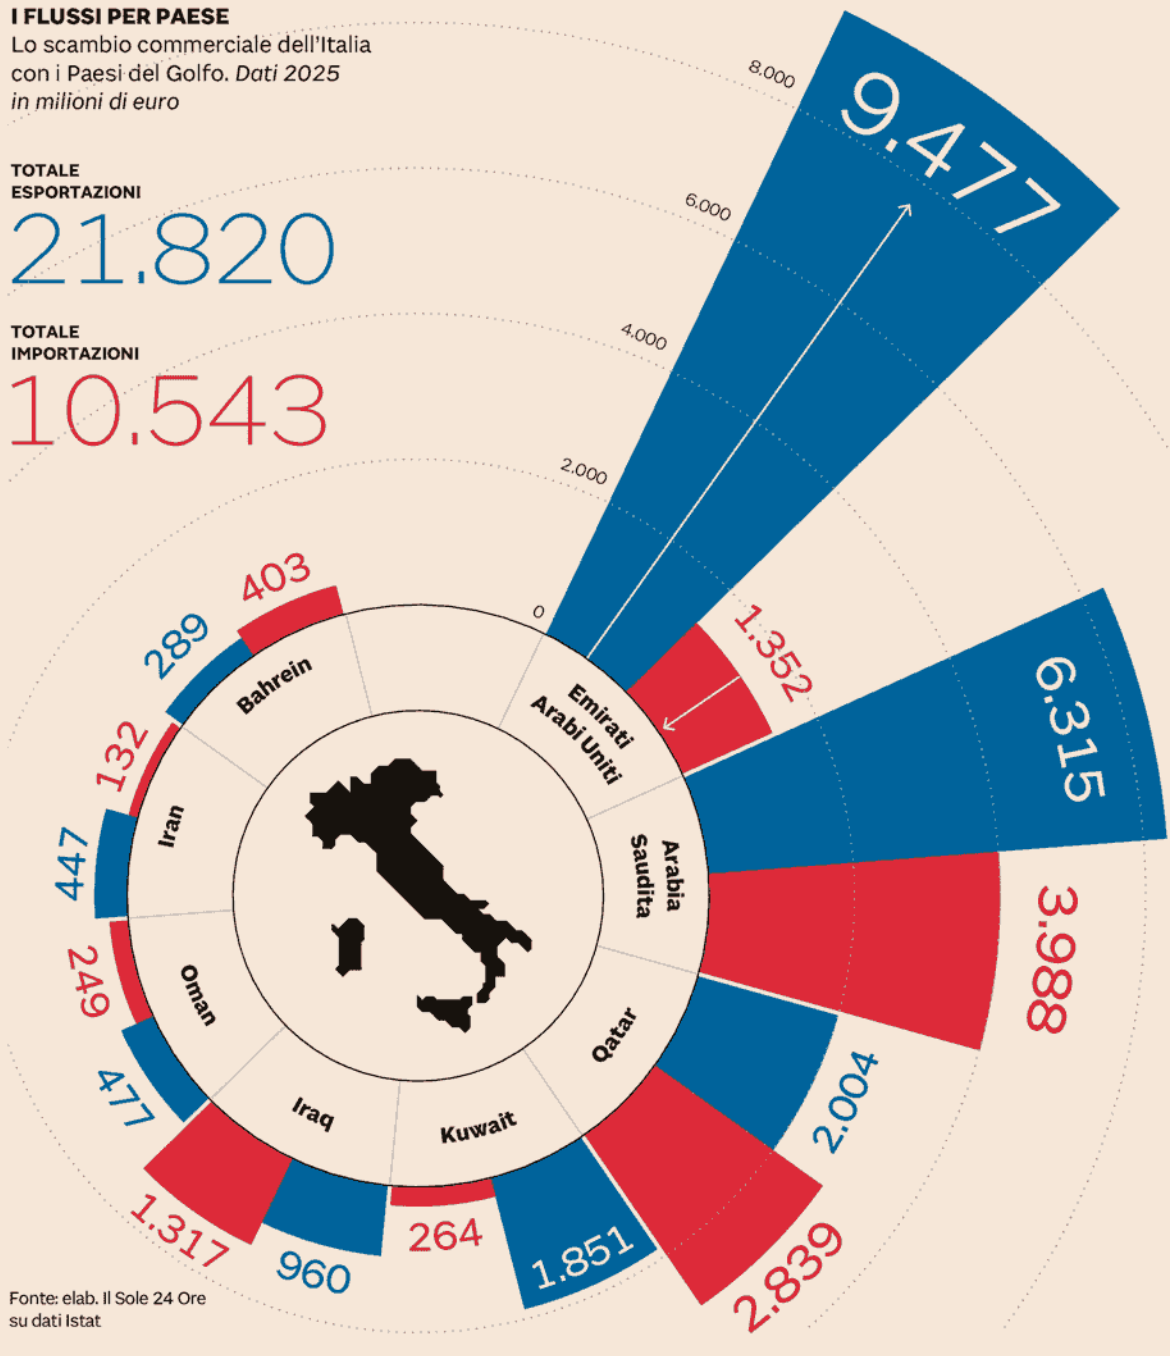 I FLUSSI PER PAESE
Lo scambio commerciale dell'Italia
con i Paesi del Golfo. Dati 2025
in milioni di euro
TOTALE
ESPORTAZIONI
21.820
TOTALE
IMPORTAZIONI
10.543
8.000
6.000
4.000
2.000
0
9.477
1.352
Emirati
Arabi Uniti
6.315
3.988
Arabia
Saudita
2.004
2.839
Qatar
1.851
264
Kuwait
960
1.317
Iraq
477
249
Oman
447
132
Iran
289
403
Bahrein
Fonte: elab. Il Sole 24 Ore
su dati Istat